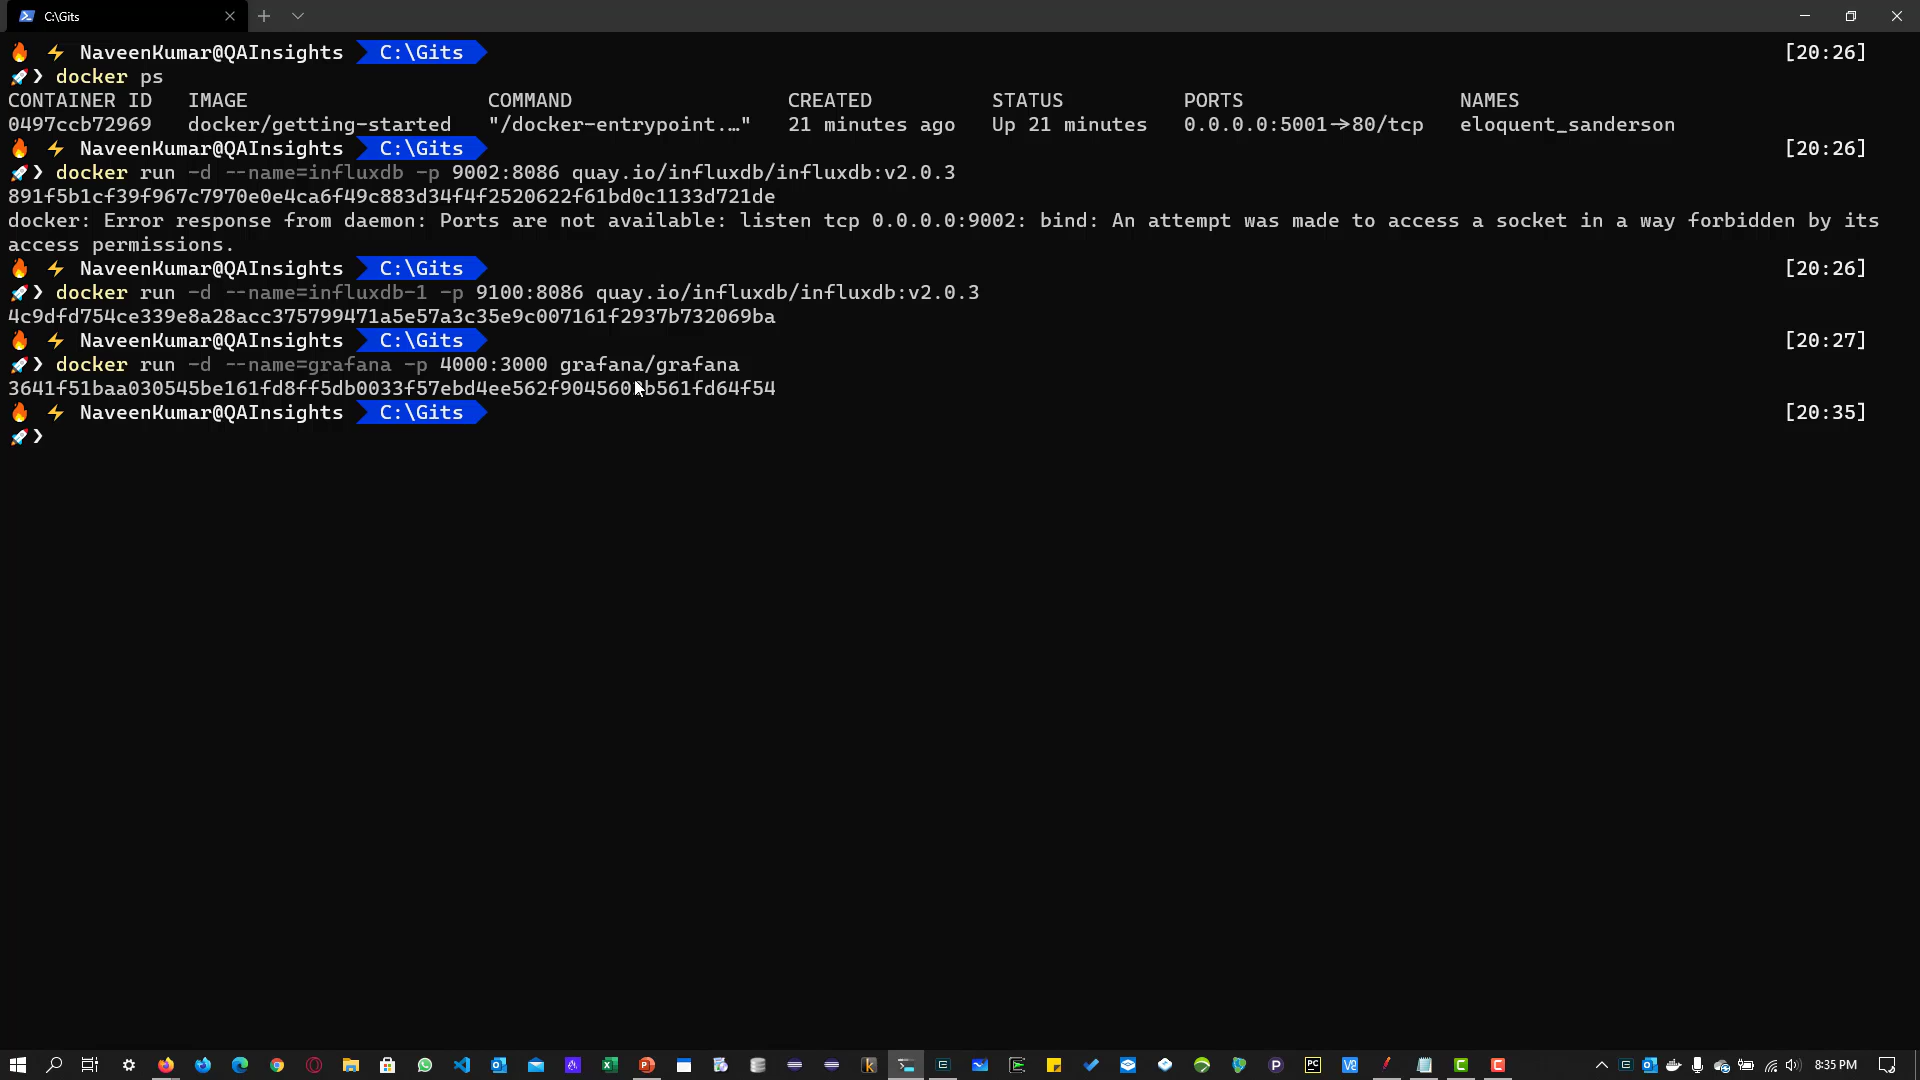 C:\Gits
NaveenKumar@QAInsights C:\Gits [20:26]
❯ docker ps
CONTAINER ID IMAGE COMMAND CREATED STATUS PORTS NAMES
0497ccb72969 docker/getting-started "/docker-entrypoint.…" 21 minutes ago Up 21 minutes 0.0.0.0:5001->80/tcp eloquent_sanderson
NaveenKumar@QAInsights C:\Gits [20:26]
❯ docker run -d --name=influxdb -p 9002:8086 quay.io/influxdb/influxdb:v2.0.3
891f5b1cf39f967c7970e0e4ca6f49c883d34f4f2520622f61bd0c1133d721de
docker: Error response from daemon: Ports are not available: listen tcp 0.0.0.0:9002: bind: An attempt was made to access a socket in a way forbidden by its
access permissions.
NaveenKumar@QAInsights C:\Gits [20:26]
❯ docker run -d --name=influxdb-1 -p 9100:8086 quay.io/influxdb/influxdb:v2.0.3
4c9dfd754ce339e8a28acc375799471a5e57a3c35e9c007161f2937b732069ba
NaveenKumar@QAInsights C:\Gits [20:27]
❯ docker run -d --name=grafana -p 4000:3000 grafana/grafana
NaveenKumar@QAInsights C:\Gits [20:35]
❯
8:35 PM